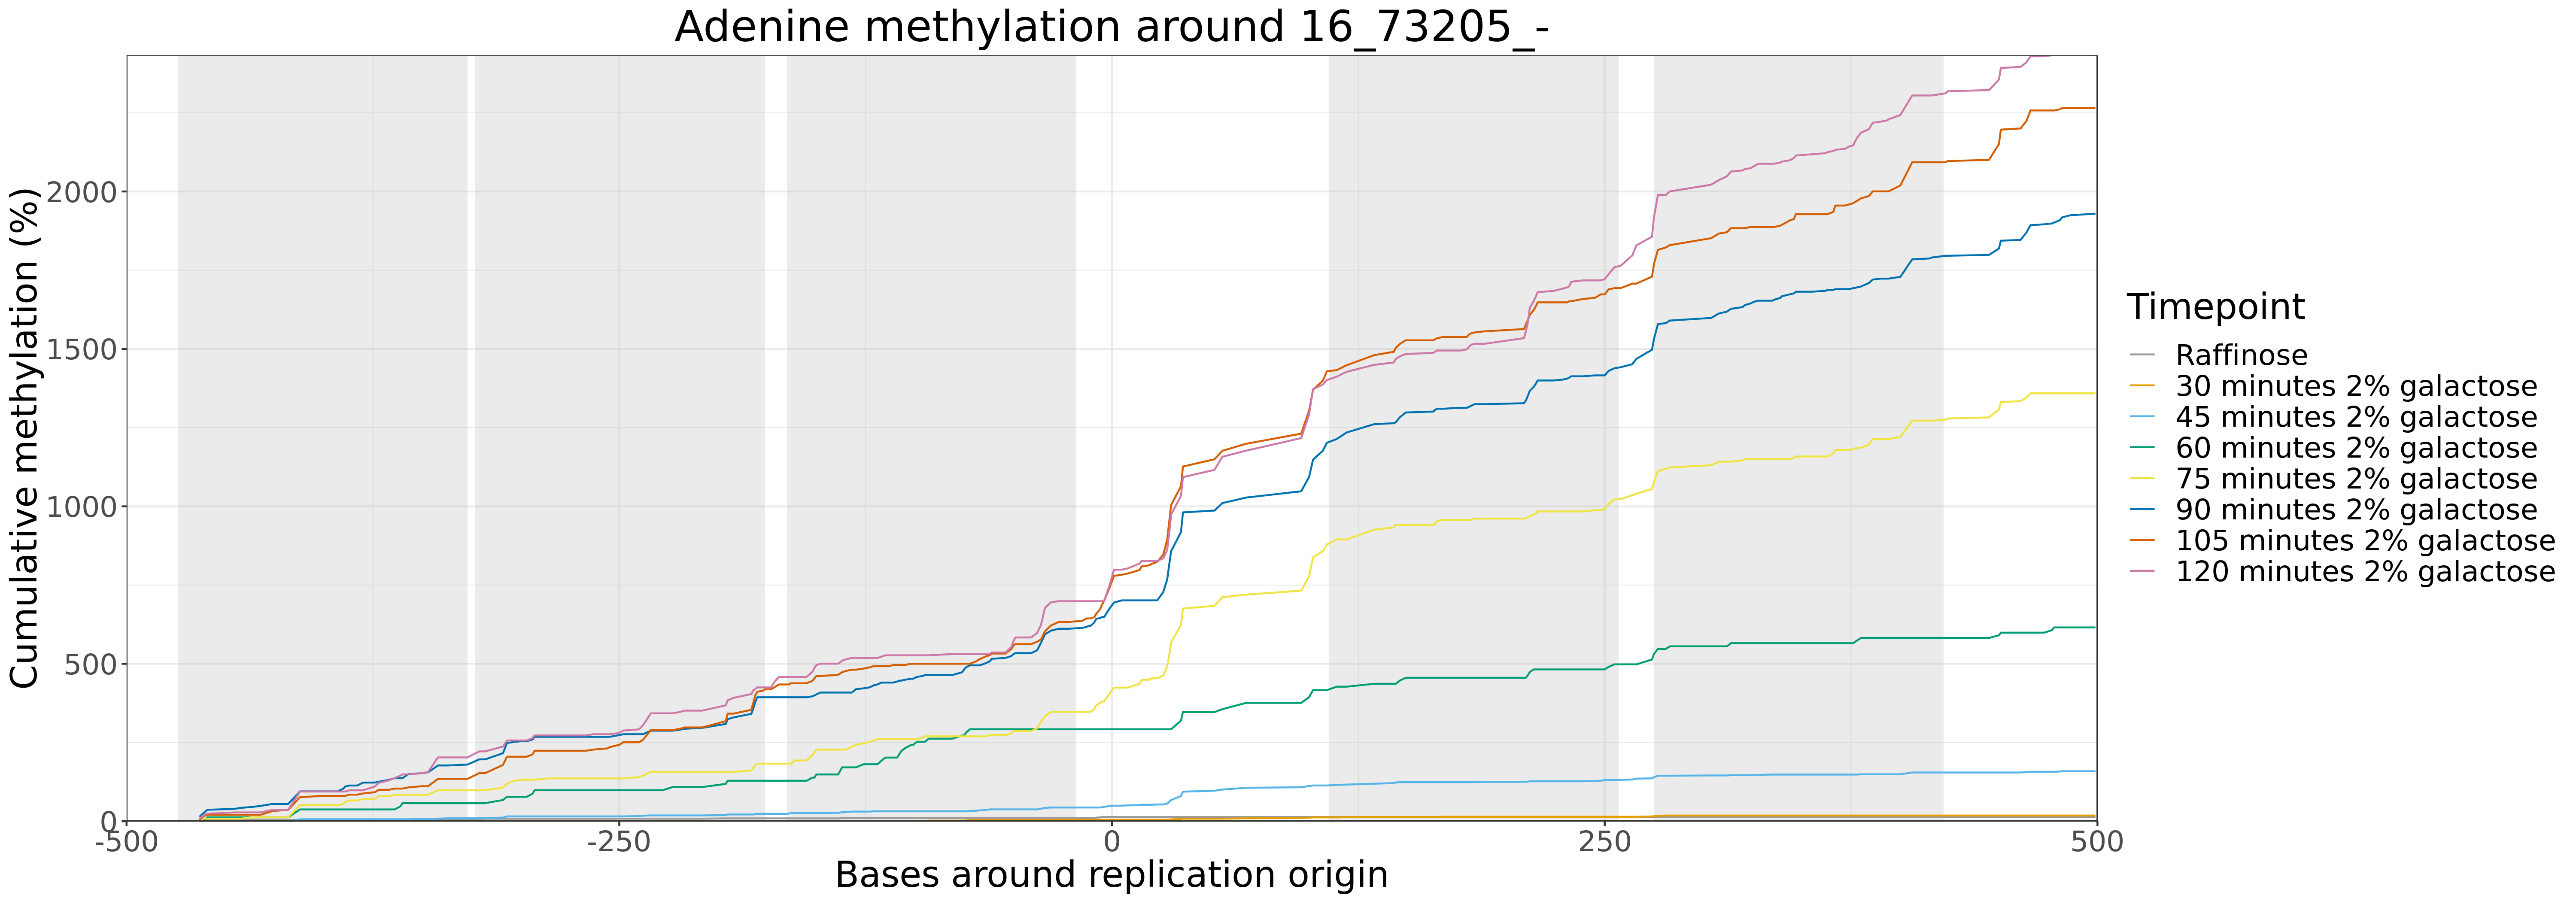 Adenine methylation around 16_73205_-
Cumulative methylation (%)
2000
1500
1000
500
0
-500
-250
0
250
500
Bases around replication origin
Timepoint
Raffinose
30 minutes 2% galactose
45 minutes 2% galactose
60 minutes 2% galactose
75 minutes 2% galactose
90 minutes 2% galactose
105 minutes 2% galactose
120 minutes 2% galactose